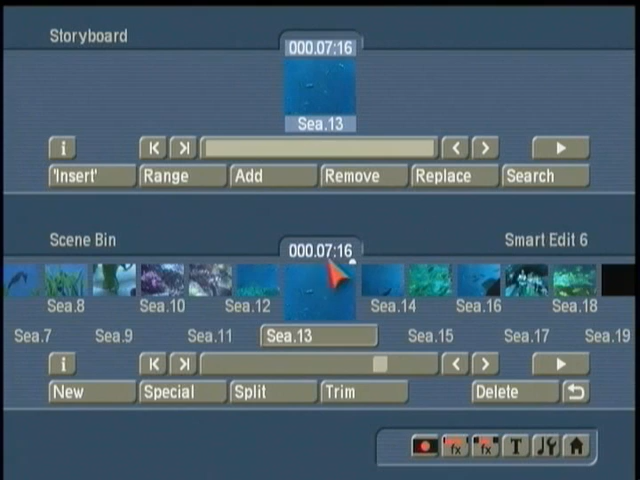 Storyboard
000.07:16
Sea.13
i
'Insert' Range Add Remove Replace Search
Scene Bin
000.07:16
Smart Edit 6
Sea.8 Sea.10 Sea.12 Sea.14 Sea.16 Sea.18
Sea.7 Sea.9 Sea.11 Sea.13 Sea.15 Sea.17 Sea.19
i
New Special Split Trim Delete
fx fx T